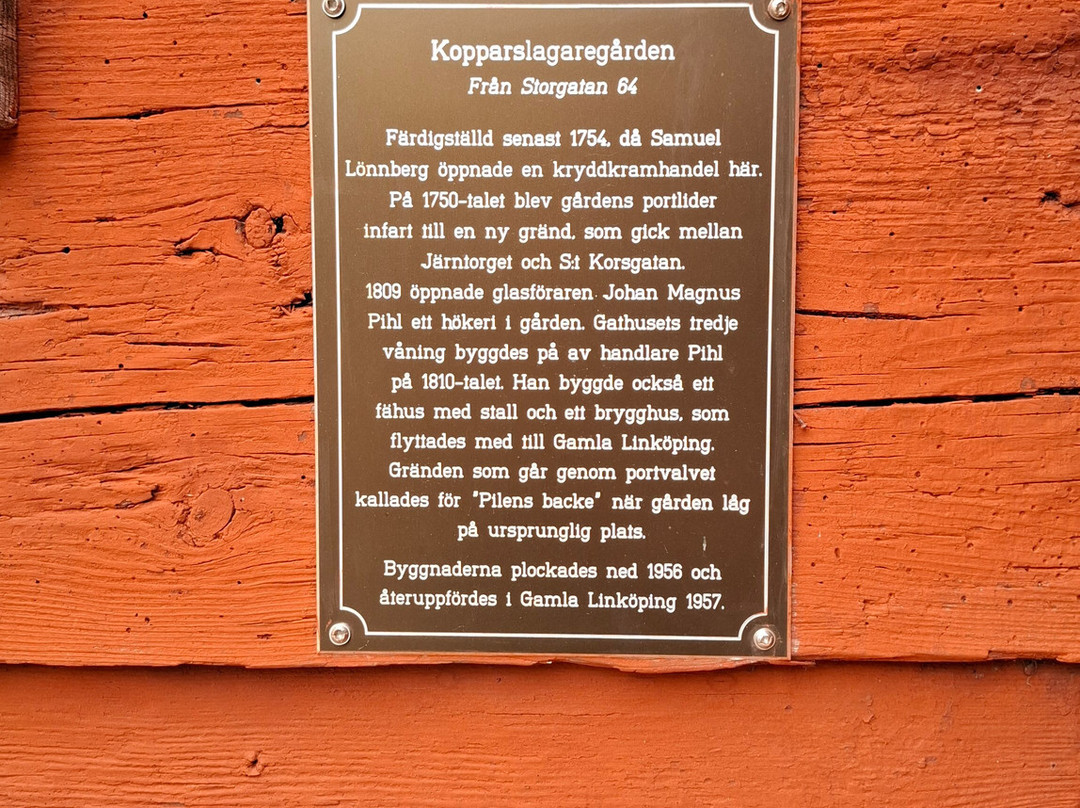 Kopparslagaregården
Från Storgatan 64
Färdigställd senast 1754, då Samuel
Lönnberg öppnade en kryddkramhandel här.
På 1750-talet blev gårdens portlider
infart till en ny gränd, som gick mellan
Järntorget och S:t Korsgatan.
1809 öppnade glasföraren Johan Magnus
Pihl ett hökeri i gården. Gathusets tredje
våning byggdes på av handlare Pihl
på 1810-talet. Han byggde också ett
fähus med stall och ett brygghus, som
flyttades med till Gamla Linköping.
Gränden som går genom portvalvet
kallades för "Pilens backe" när gården låg
på ursprunglig plats.
Byggnaderna plockades ned 1956 och
återuppfördes i Gamla Linköping 1957.